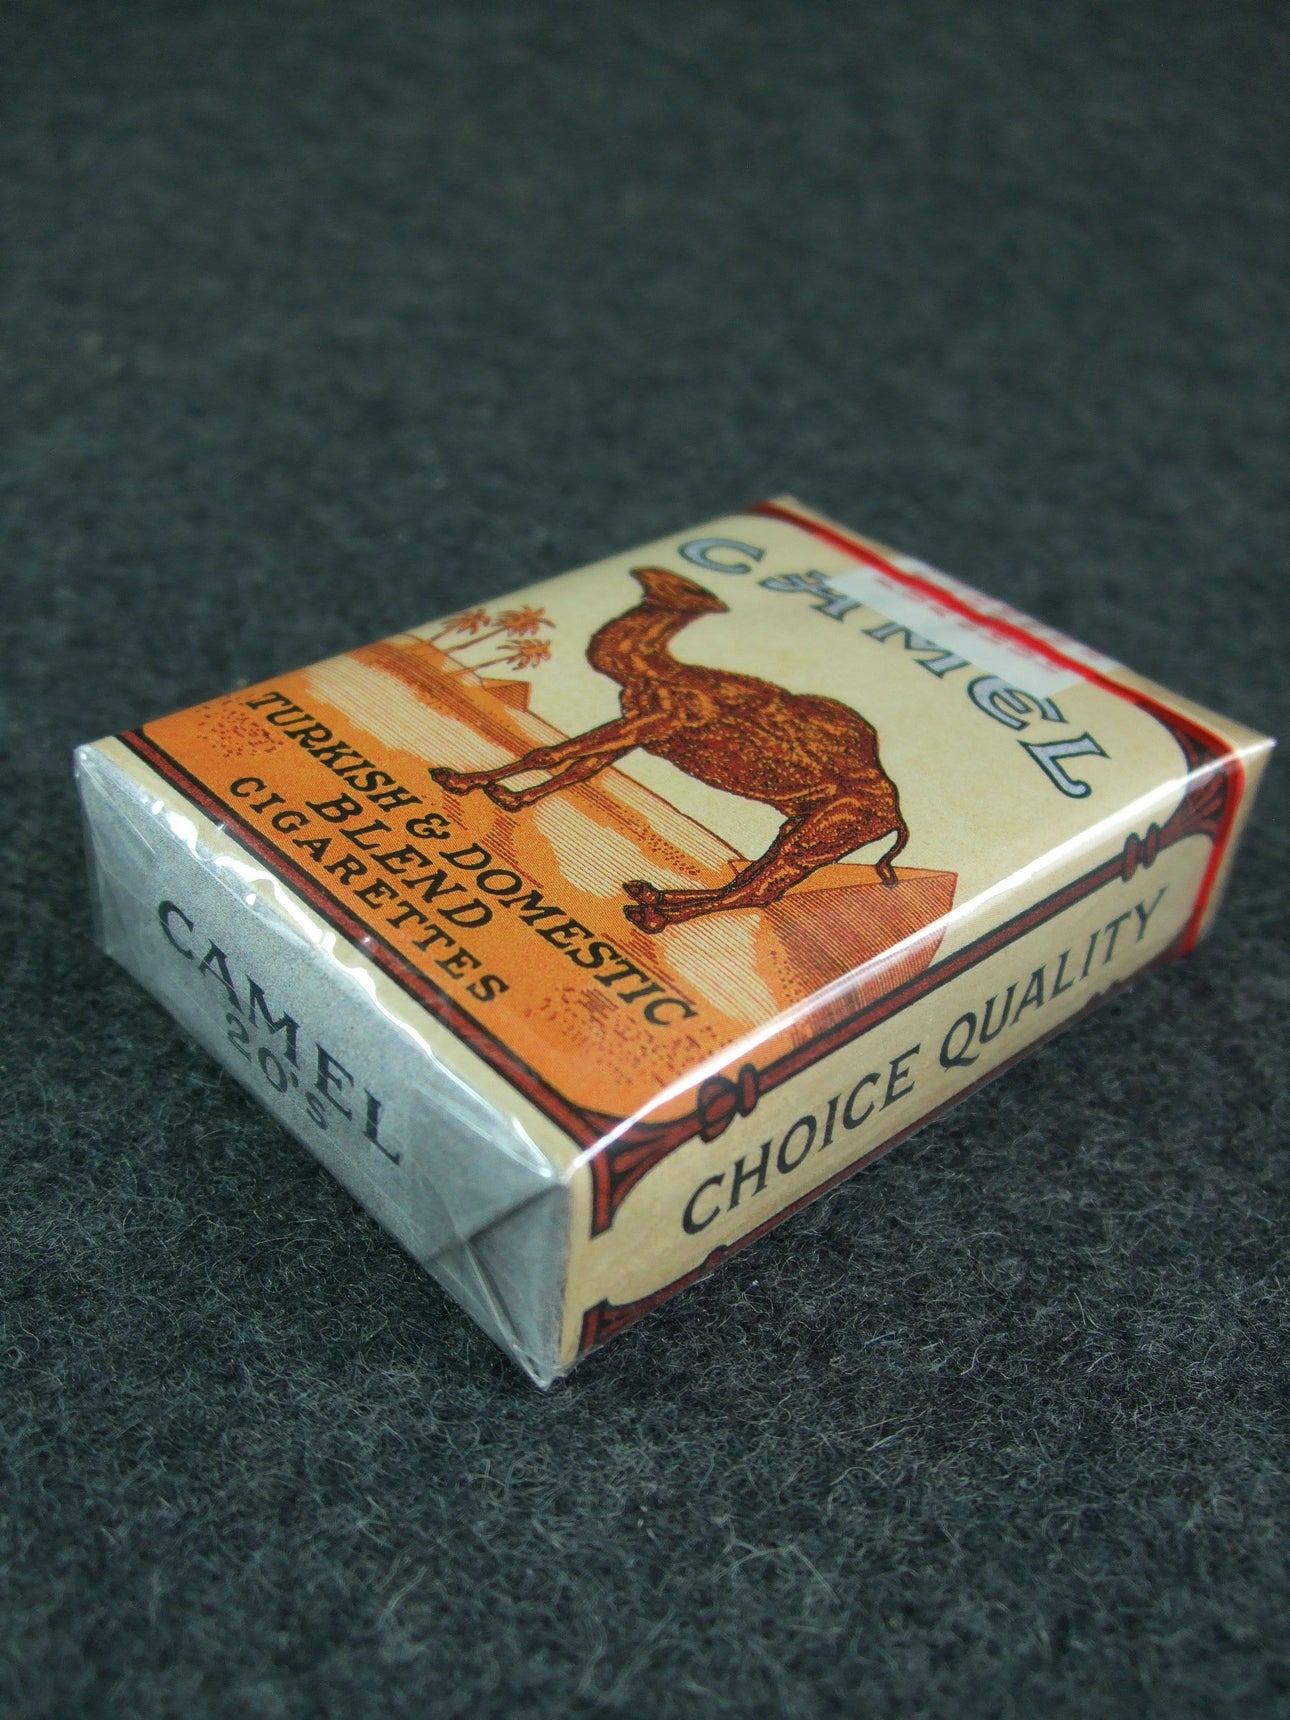 CAMEL
TURKISH & DOMESTIC
BLEND
CIGARETTES
CAMEL
20'S
CHOICE QUALITY